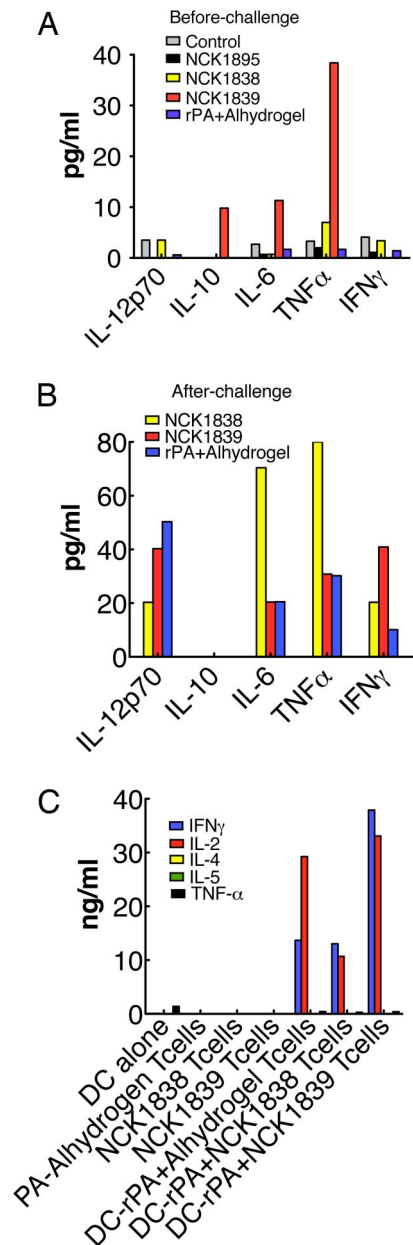 A
Before-challenge
Control
NCK1895
NCK1838
NCK1839
rPA+Alhydrogel
pg/ml
40
30
20
10
0
IL-12p70
IL-10
IL-6
TNFα
IFNγ
B
After-challenge
NCK1838
NCK1839
rPA+Alhydrogel
pg/ml
80
60
40
20
0
IL-12p70
IL-10
IL-6
TNFα
IFNγ
C
IFNγ
IL-2
IL-4
IL-5
TNF-α
ng/ml
40
30
20
10
0
DC alone
PA-Alhydrogen Tcells
NCK1838 Tcells
NCK1839 Tcells
DC-rPA+Alhydrogel Tcells
DC-rPA+NCK1838 Tcells
DC-rPA+NCK1839 Tcells